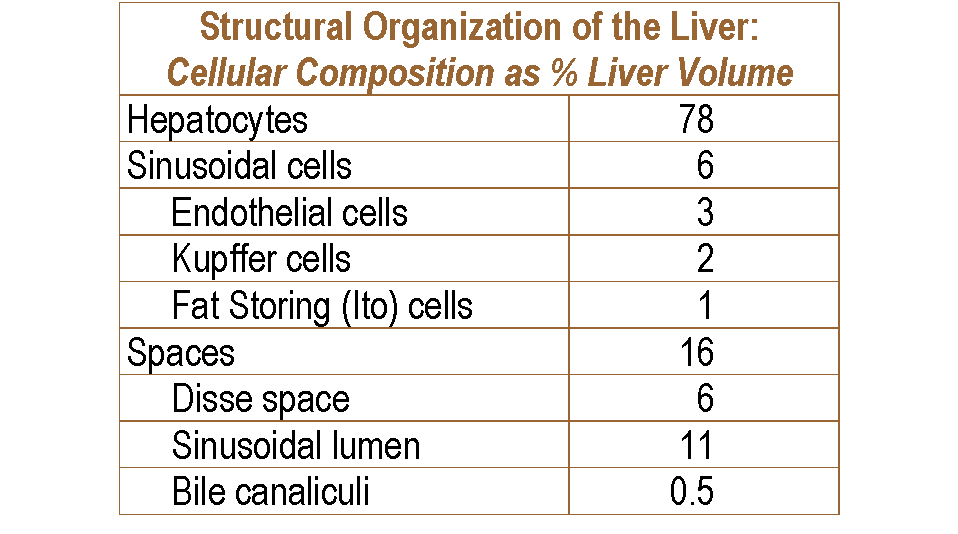 Structural Organization of the Liver:
Cellular Composition as % Liver Volume
Hepatocytes 78
Sinusoidal cells 6
Endothelial cells 3
Kupffer cells 2
Fat Storing (Ito) cells 1
Spaces 16
Disse space 6
Sinusoidal lumen 11
Bile canaliculi 0.5